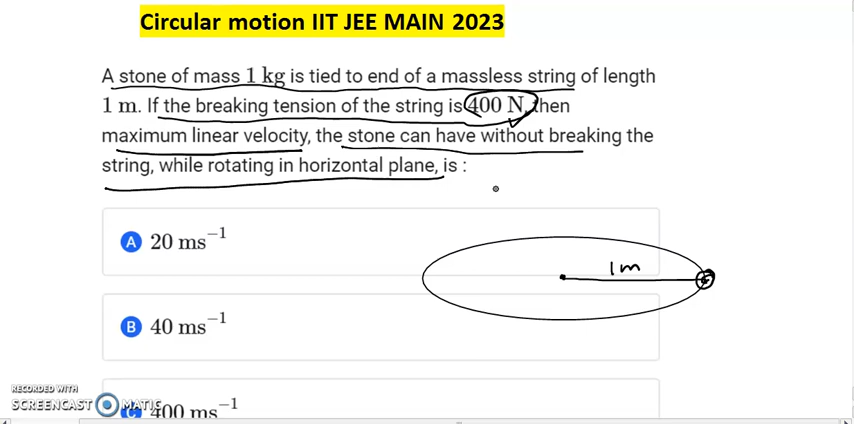 Circular motion IIT JEE MAIN 2023
A stone of mass 1 kg is tied to end of a massless string of length
1 m. If the breaking tension of the string is 400 N, then
maximum linear velocity, the stone can have without breaking the
string, while rotating in horizontal plane, is :
A 20 ms⁻¹
1m
B 40 ms⁻¹
RECORDED WITH
SCREENCAST MATIC
C 400 ms⁻¹